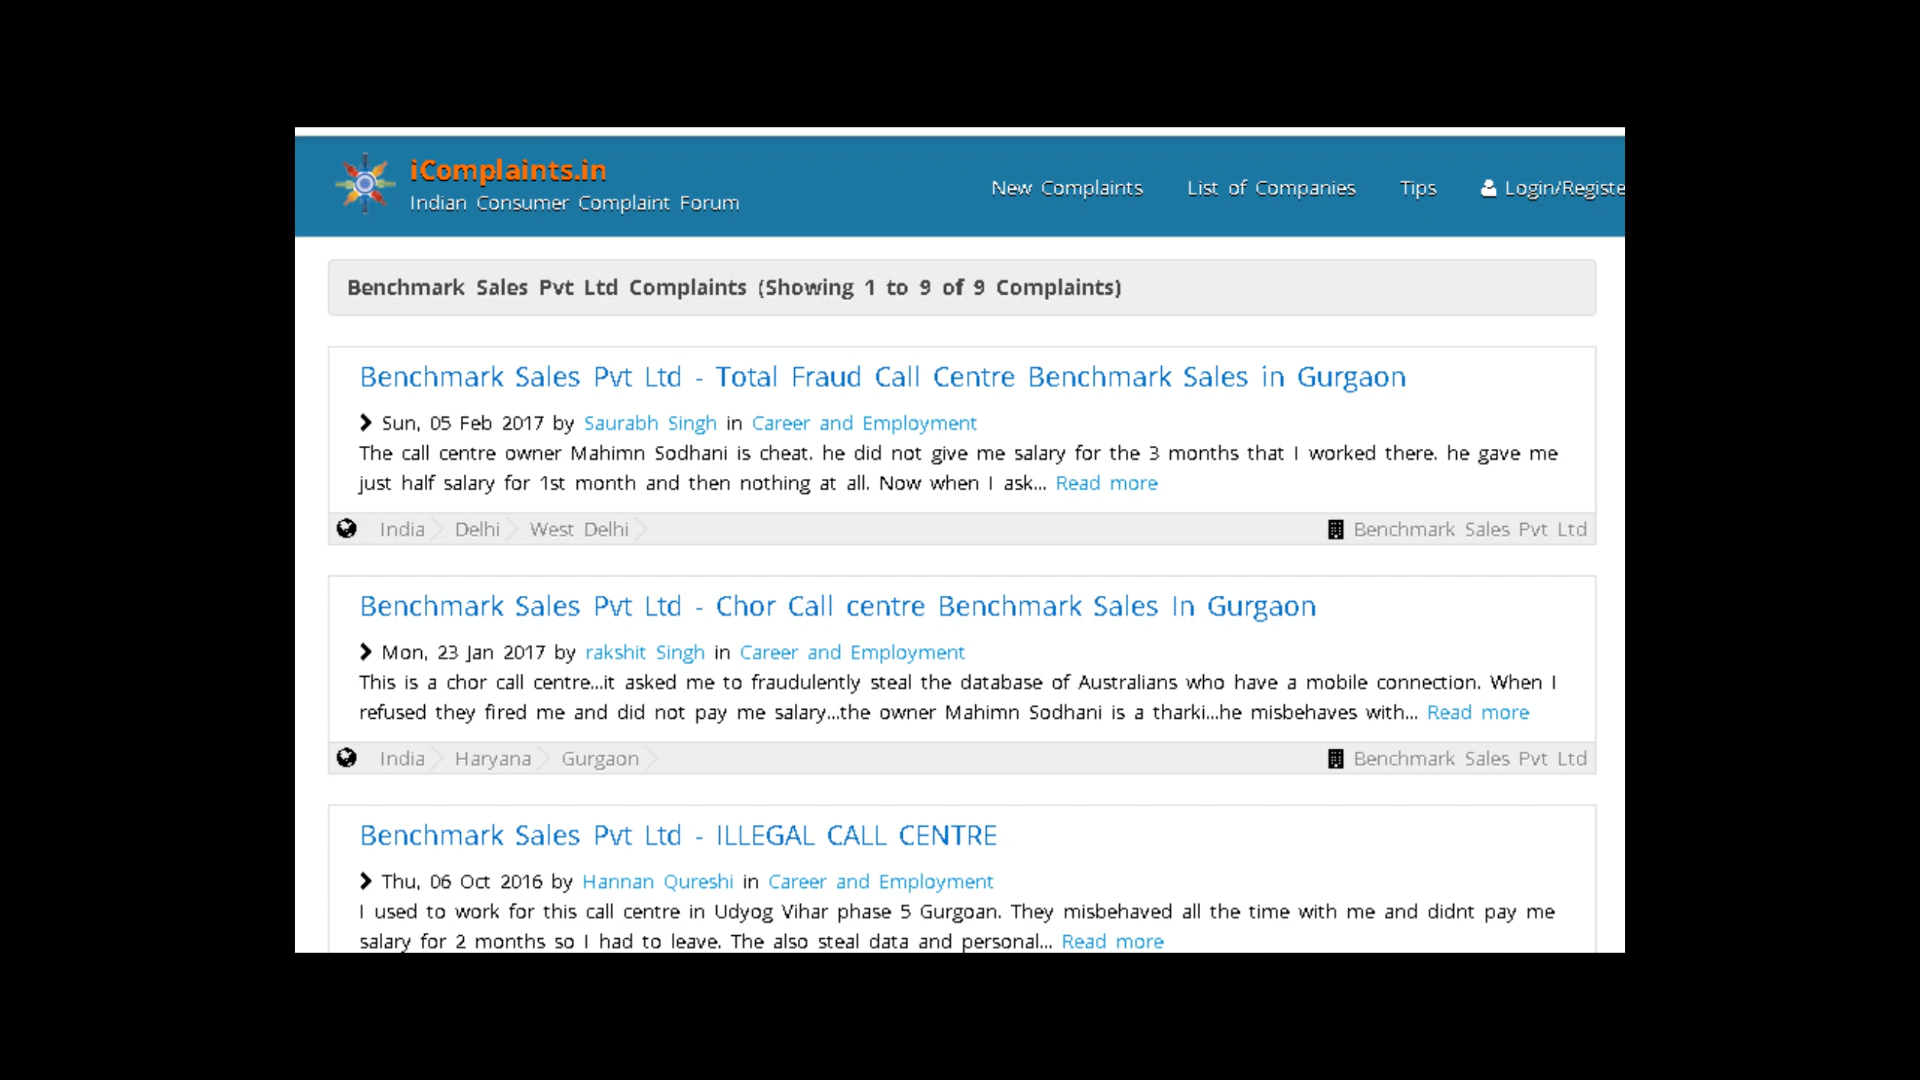 iComplaints.in
Indian Consumer Complaint Forum
New Complaints List of Companies Tips Login/Registe
Benchmark Sales Pvt Ltd Complaints (Showing 1 to 9 of 9 Complaints)
Benchmark Sales Pvt Ltd - Total Fraud Call Centre Benchmark Sales in Gurgaon
Sun, 05 Feb 2017 by Saurabh Singh in Career and Employment
The call centre owner Mahimn Sodhani is cheat. he did not give me salary for the 3 months that I worked there. he gave me
just half salary for 1st month and then nothing at all. Now when I ask... Read more
India Delhi West Delhi Benchmark Sales Pvt Ltd
Benchmark Sales Pvt Ltd - Chor Call centre Benchmark Sales In Gurgaon
Mon, 23 Jan 2017 by rakshit Singh in Career and Employment
This is a chor call centre...it asked me to fraudulently steal the database of Australians who have a mobile connection. When I
refused they fired me and did not pay me salary...the owner Mahimn Sodhani is a tharki...he misbehaves with... Read more
India Haryana Gurgaon Benchmark Sales Pvt Ltd
Benchmark Sales Pvt Ltd - ILLEGAL CALL CENTRE
Thu, 06 Oct 2016 by Hannan Qureshi in Career and Employment
I used to work for this call centre in Udyog Vihar phase 5 Gurgoan. They misbehaved all the time with me and didnt pay me
salary for 2 months so I had to leave. The also steal data and personal... Read more